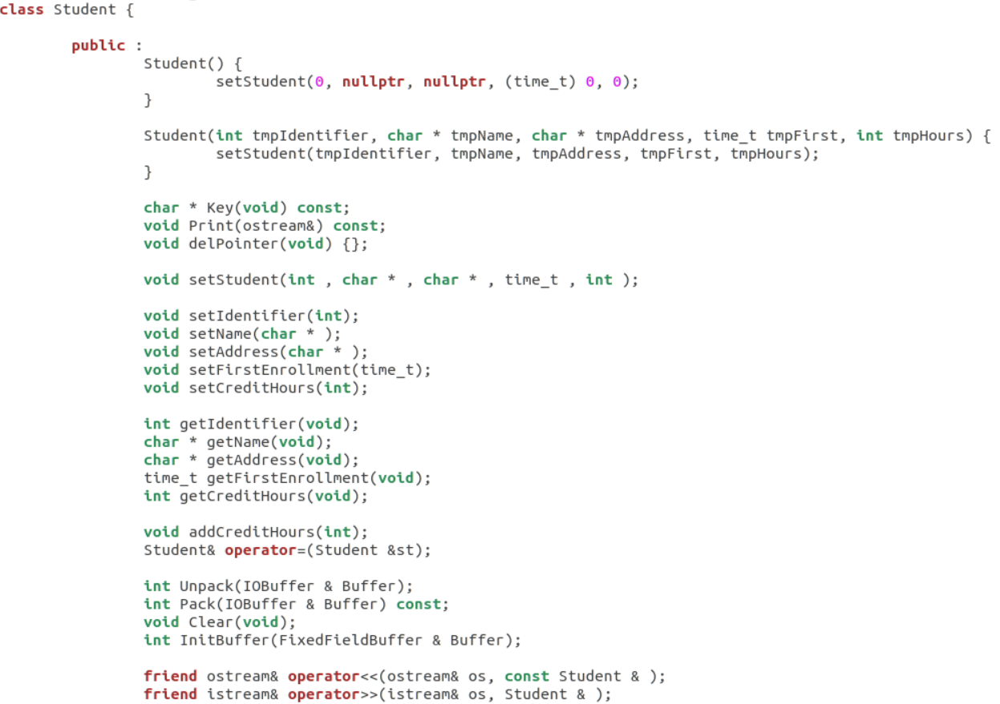 class Student {
public :
Student() {
setStudent(0, nullptr, nullptr, (time_t) 0, 0);
}
Student(int tmpIdentifier, char * tmpName, char * tmpAddress, time_t tmpFirst, int tmpHours) {
setStudent(tmpIdentifier, tmpName, tmpAddress, tmpFirst, tmpHours);
}
char * Key(void) const;
void Print(ostream&) const;
void delPointer(void) {};
void setStudent(int , char * , char * , time_t , int );
void setIdentifier(int);
void setName(char * );
void setAddress(char * );
void setFirstEnrollment(time_t);
void setCreditHours(int);
int getIdentifier(void);
char * getName(void);
char * getAddress(void);
time_t getFirstEnrollment(void);
int getCreditHours(void);
void addCreditHours(int);
Student& operator=(Student &st);
int Unpack(IOBuffer & Buffer);
int Pack(IOBuffer & Buffer) const;
void Clear(void);
int InitBuffer(FixedFieldBuffer & Buffer);
friend ostream& operator<<(ostream& os, const Student & );
friend istream& operator>>(istream& os, Student & );